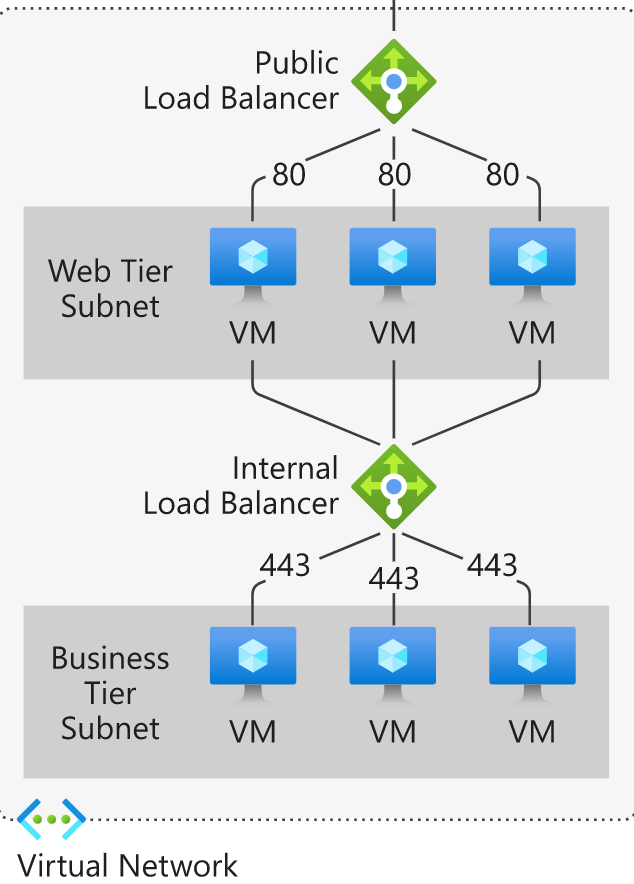 Public
Load Balancer
80
80
80
Web Tier
Subnet
VM
VM
VM
Internal
Load Balancer
443
443
443
Business
Tier
Subnet
VM
VM
VM
Virtual Network